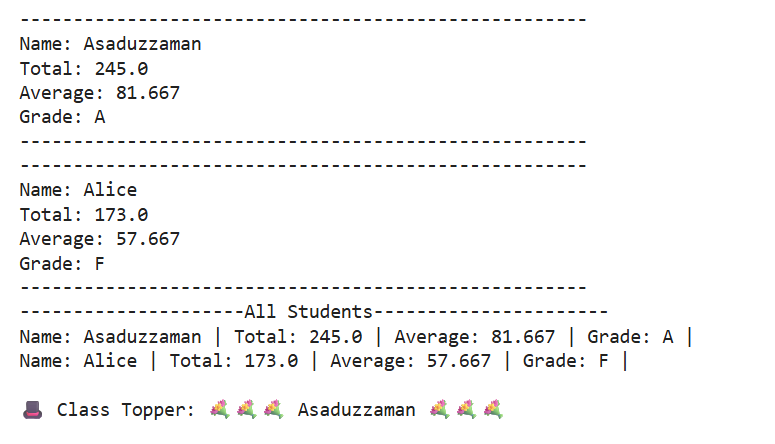 -----------------------------------------------------
Name: Asaduzzaman
Total: 245.0
Average: 81.667
Grade: A
-----------------------------------------------------
-----------------------------------------------------
Name: Alice
Total: 173.0
Average: 57.667
Grade: F
-----------------------------------------------------
---------------------All Students----------------------
Name: Asaduzzaman | Total: 245.0 | Average: 81.667 | Grade: A |
Name: Alice | Total: 173.0 | Average: 57.667 | Grade: F |
🎩 Class Topper: 💐💐💐 Asaduzzaman 💐💐💐